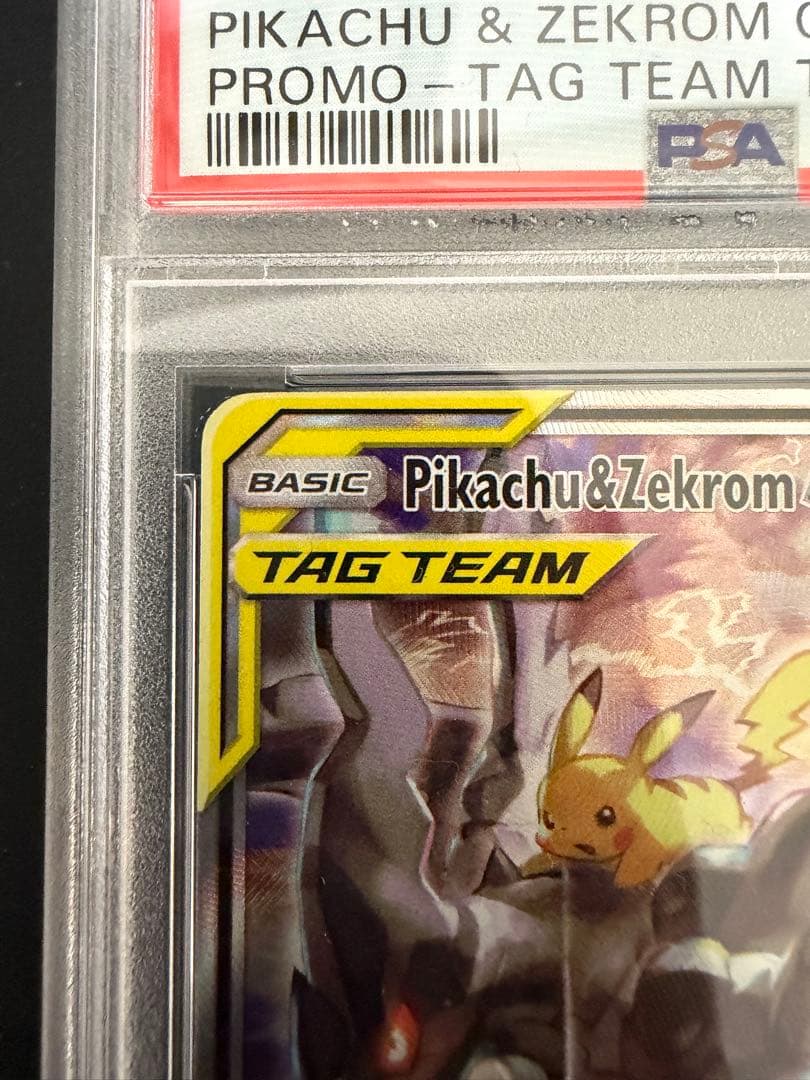 PIKACHU & ZEKROM
PROMO – TAG TEAM
PSA
BASIC
Pikachu&Zekrom
TAG TEAM